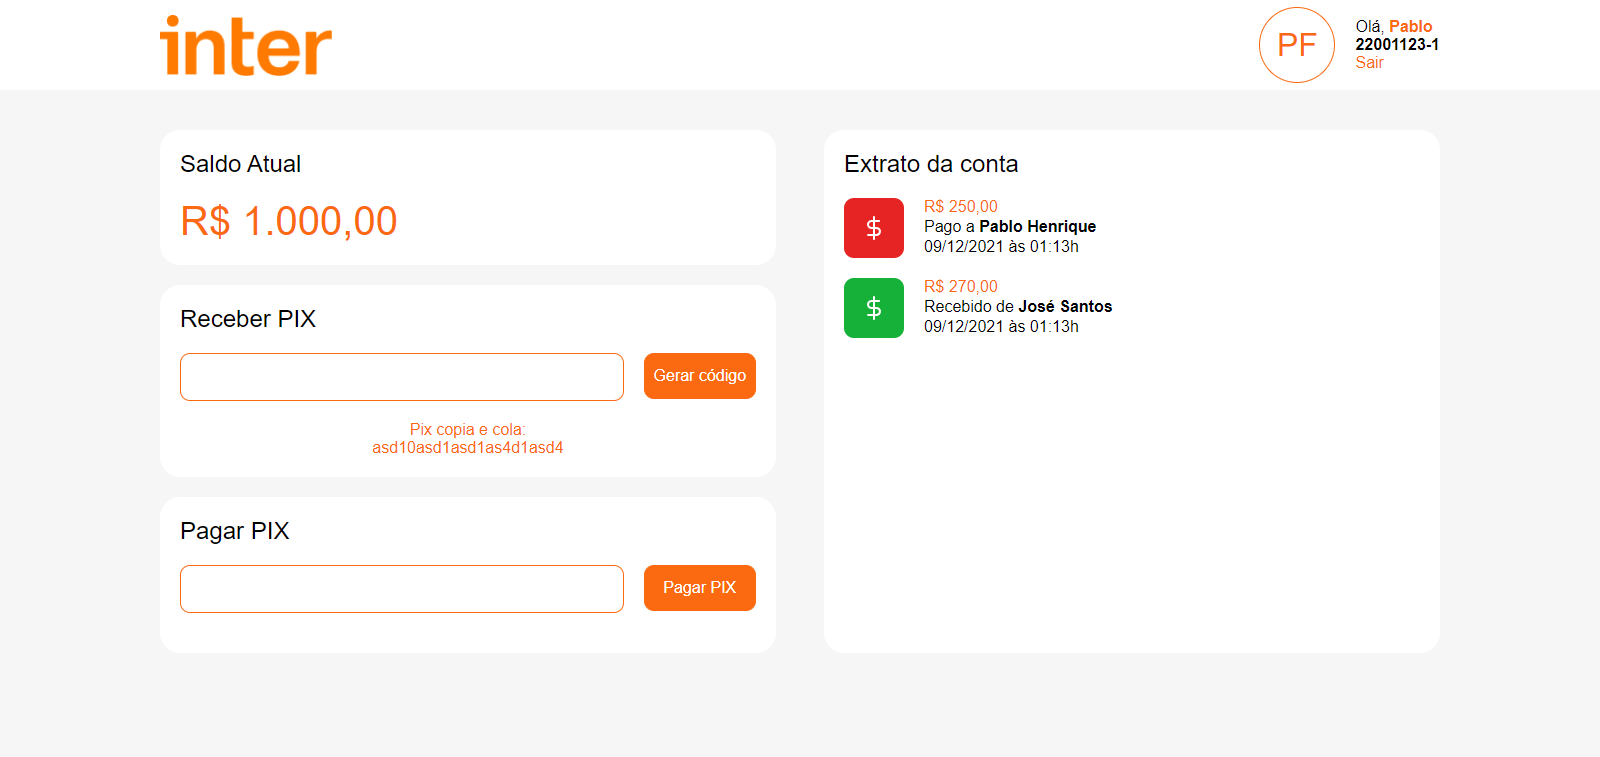 inter
PF
Olá, Pablo
22001123-1
Sair
Saldo Atual
R$ 1.000,00
Receber PIX
Gerar código
Pix copia e cola:
asd10asd1asd1as4d1asd4
Pagar PIX
Pagar PIX
Extrato da conta
$
R$ 250,00
Pago a Pablo Henrique
09/12/2021 às 01:13h
$
R$ 270,00
Recebido de José Santos
09/12/2021 às 01:13h